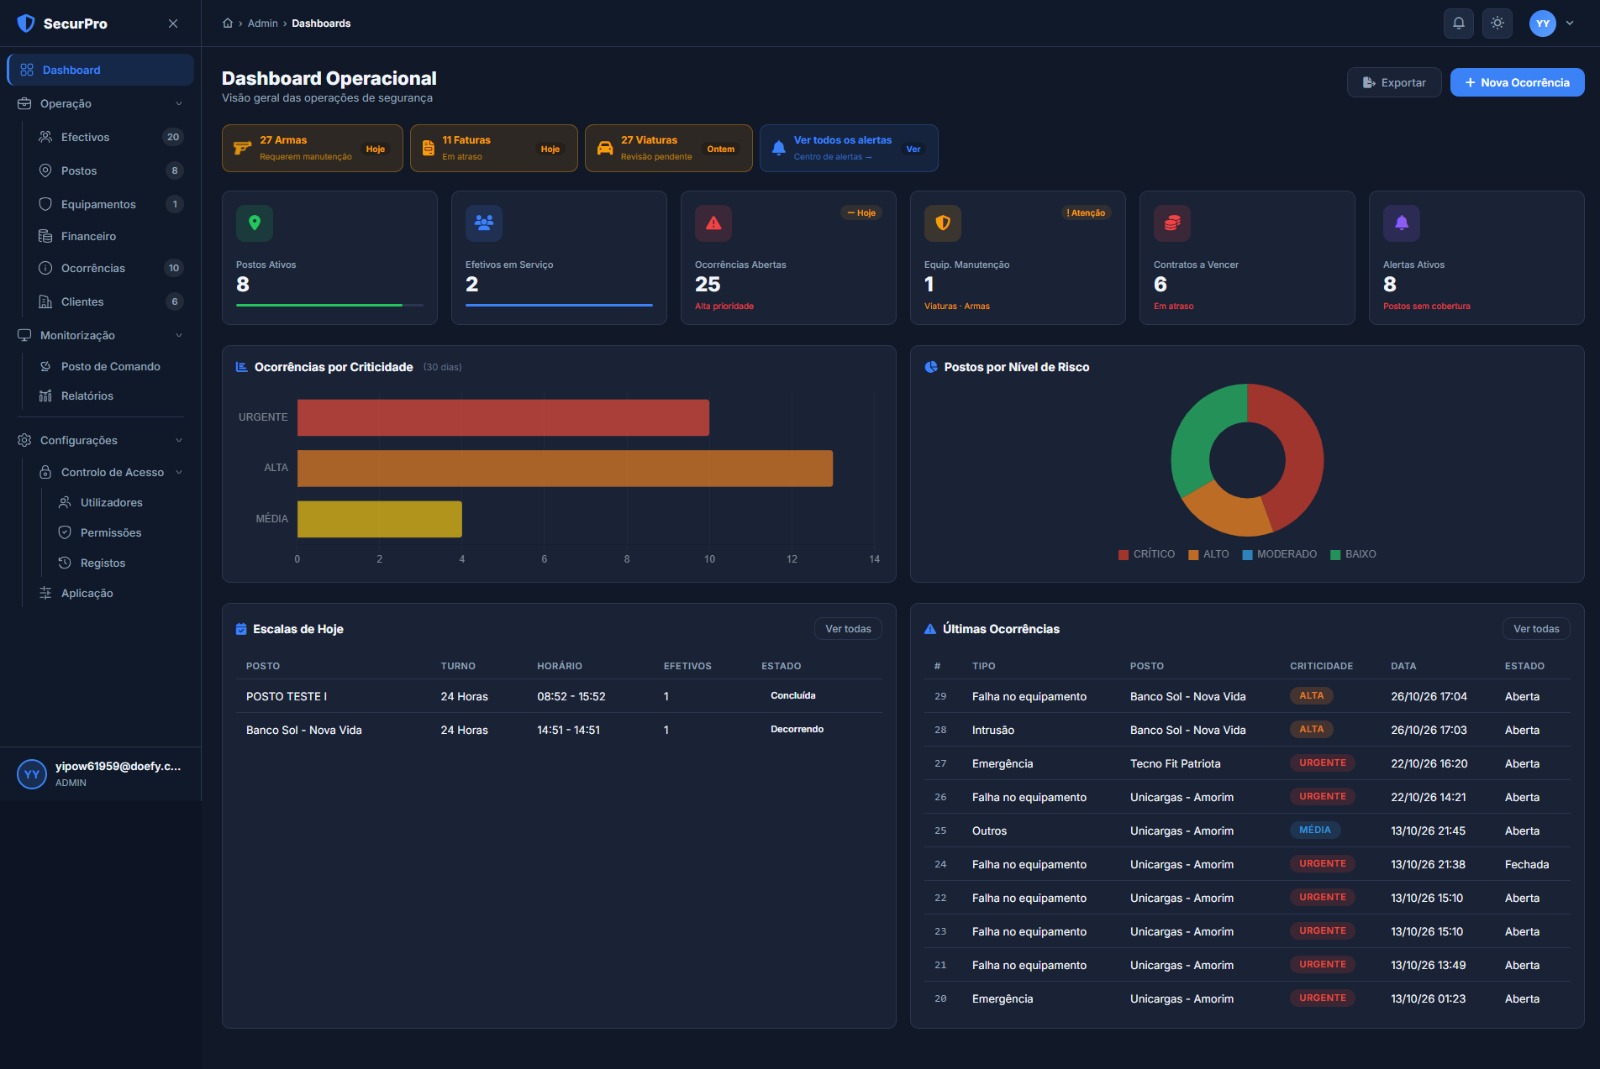 SecurPro
Dashboard
Operação
Efectivos 20
Postos 8
Equipamentos 1
Financeiro
Ocorrências 10
Clientes 6
Monitorização
Posto de Comando
Relatórios
Configurações
Controlo de Acesso
Utilizadores
Permissões
Registos
Aplicação
YY
yipow61959@doefy.c...
ADMIN
Admin › Dashboards
YY
Dashboard Operacional
Visão geral das operações de segurança
Exportar
+ Nova Ocorrência
27 Armas
Requerem manutenção
Hoje
11 Faturas
Em atraso
Hoje
27 Viaturas
Revisão pendente
Ontem
Ver todos os alertas
Centro de alertas →
Ver
Postos Ativos
8
Efetivos em Serviço
2
— Hoje
Ocorrências Abertas
25
Alta prioridade
! Atenção
Equip. Manutenção
1
Viaturas · Armas
Contratos a Vencer
6
Em atraso
Alertas Ativos
8
Postos sem cobertura
Ocorrências por Criticidade (30 dias)
URGENTE
ALTA
MÉDIA
0 2 4 6 8 10 12 14
Postos por Nível de Risco
CRÍTICO ALTO MODERADO BAIXO
Escalas de Hoje
Ver todas
POSTO TURNO HORÁRIO EFETIVOS ESTADO
POSTO TESTE I 24 Horas 08:52 - 15:52 1 Concluída
Banco Sol - Nova Vida 24 Horas 14:51 - 14:51 1 Decorrendo
Últimas Ocorrências
Ver todas
# TIPO POSTO CRITICIDADE DATA ESTADO
29 Falha no equipamento Banco Sol - Nova Vida ALTA 26/10/26 17:04 Aberta
28 Intrusão Banco Sol - Nova Vida ALTA 26/10/26 17:03 Aberta
27 Emergência Tecno Fit Patriota URGENTE 22/10/26 16:20 Aberta
26 Falha no equipamento Unicargas - Amorim URGENTE 22/10/26 14:21 Aberta
25 Outros Unicargas - Amorim MÉDIA 13/10/26 21:45 Aberta
24 Falha no equipamento Unicargas - Amorim URGENTE 13/10/26 21:38 Fechada
22 Falha no equipamento Unicargas - Amorim URGENTE 13/10/26 15:10 Aberta
23 Falha no equipamento Unicargas - Amorim URGENTE 13/10/26 15:10 Aberta
21 Falha no equipamento Unicargas - Amorim URGENTE 13/10/26 13:49 Aberta
20 Emergência Unicargas - Amorim URGENTE 13/10/26 01:23 Aberta